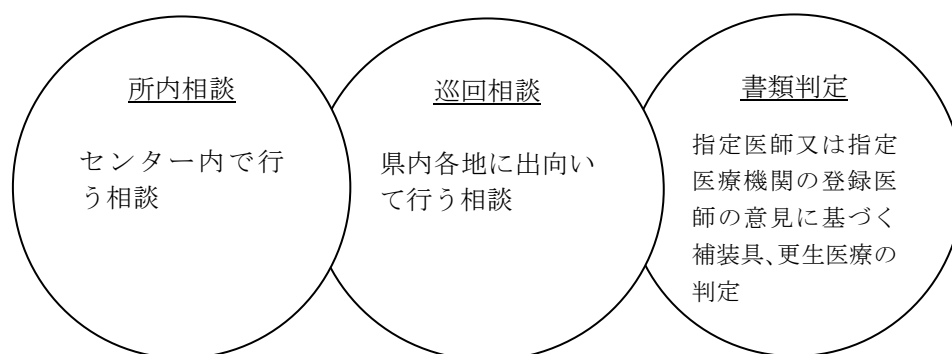 所内相談
センター内で行
う相談
巡回相談
県内各地に出向い
て行う相談
書類判定
指定医師又は指定
医療機関の登録医
師の意見に基づく
補装具、更生医療の
判定